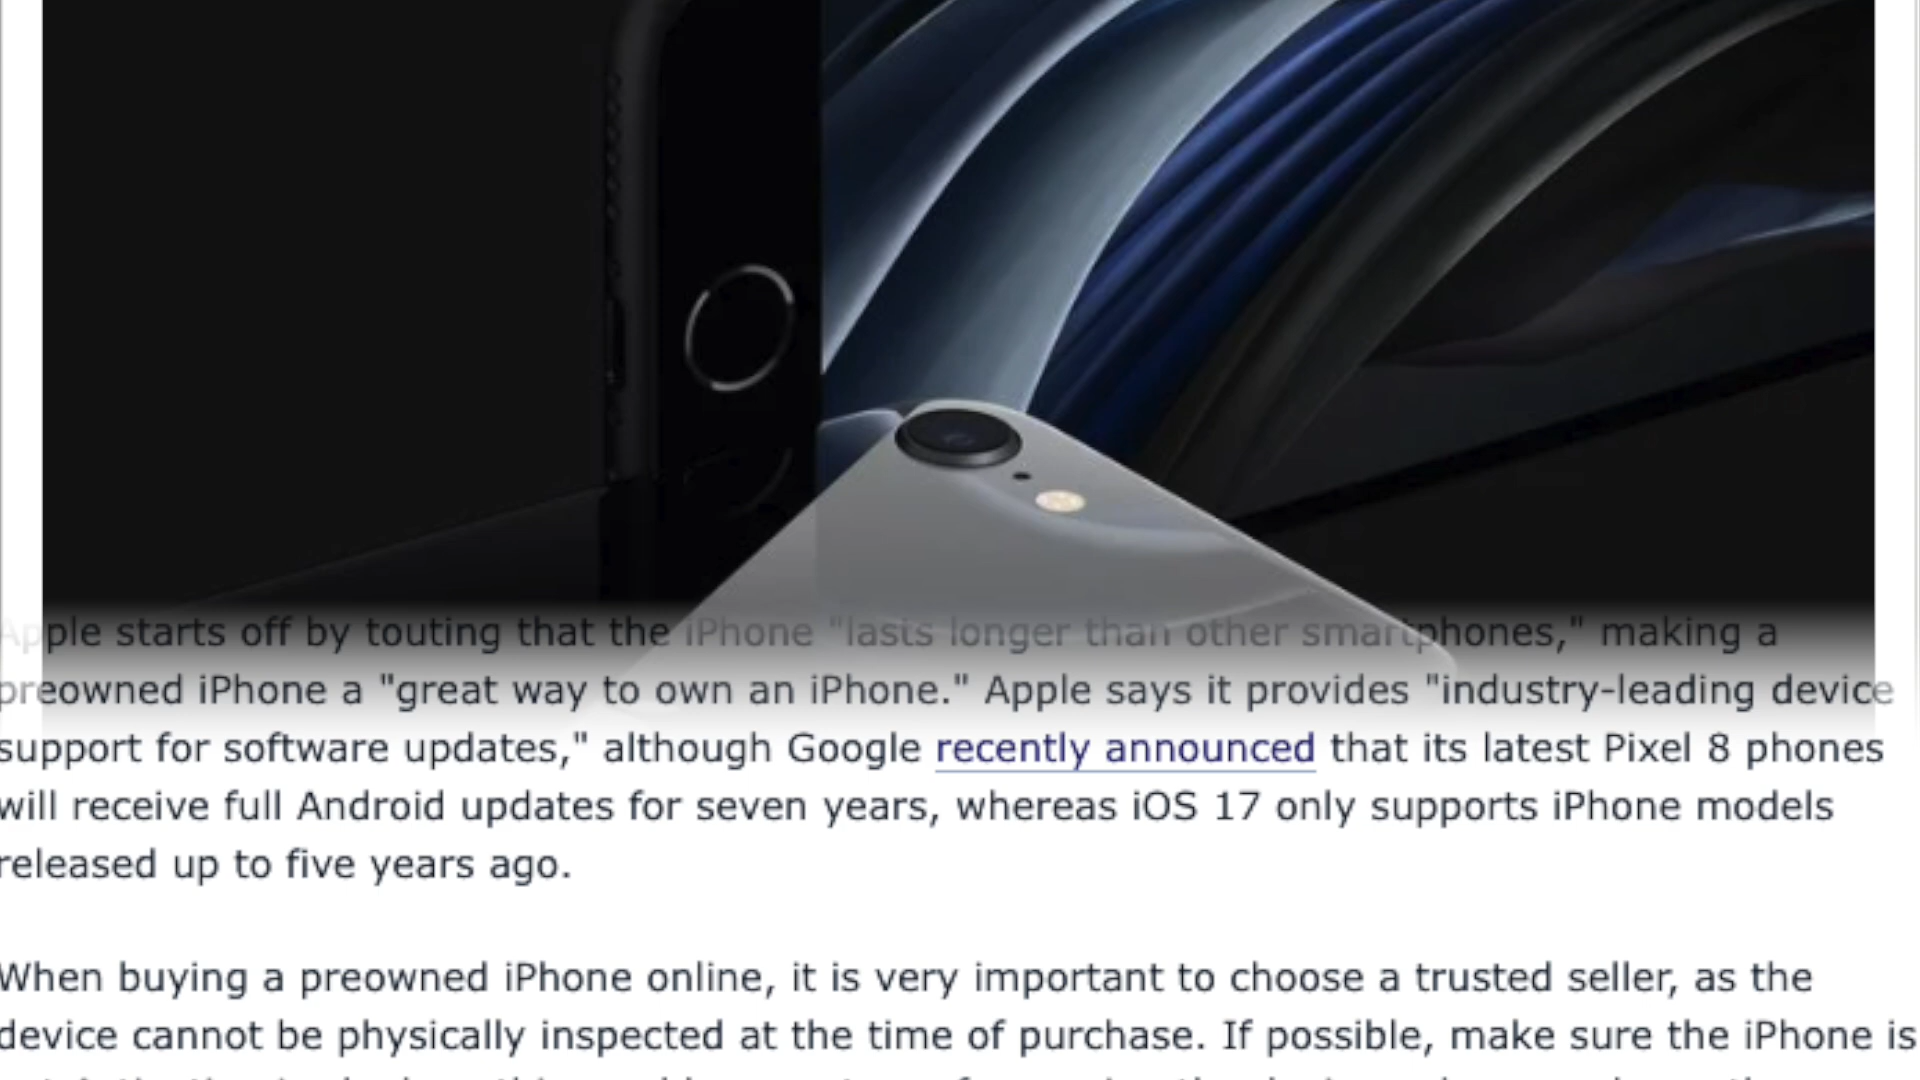 Apple starts off by touting that the iPhone "lasts longer than other smartphones," making a
preowned iPhone a "great way to own an iPhone." Apple says it provides "industry-leading device
support for software updates," although Google recently announced that its latest Pixel 8 phones
will receive full Android updates for seven years, whereas iOS 17 only supports iPhone models
released up to five years ago.
When buying a preowned iPhone online, it is very important to choose a trusted seller, as the
device cannot be physically inspected at the time of purchase. If possible, make sure the iPhone is